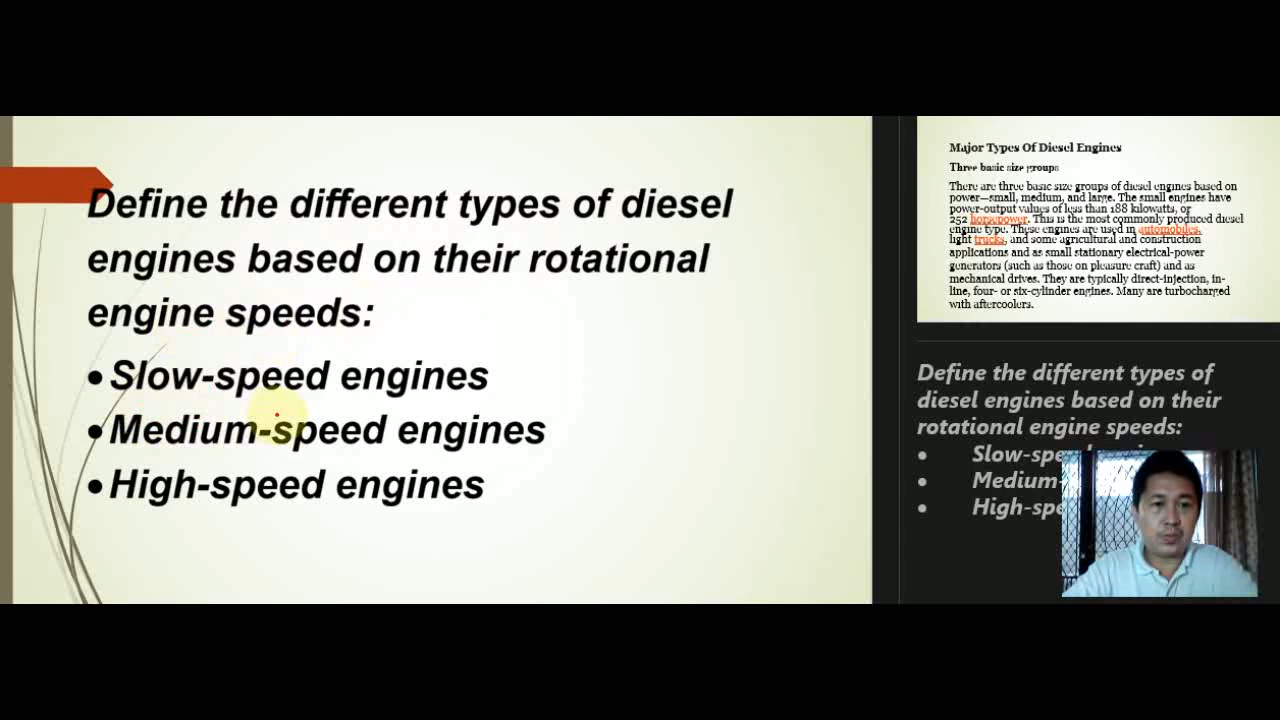 Define the different types of diesel
engines based on their rotational
engine speeds:
•Slow-speed engines
•Medium-speed engines
•High-speed engines
Major Types Of Diesel Engines
Three basic size groups
There are three basic size groups of diesel engines based on
power—small, medium, and large. The small engines have
power-output values of less than 188 kilowatts, or
252 horsepower. This is the most commonly produced diesel
engine type. These engines are used in automobiles,
light trucks, and some agricultural and construction
applications and as small stationary electrical-power
generators (such as those on pleasure craft) and as
mechanical drives. They are typically direct-injection, in-
line, four- or six-cylinder engines. Many are turbocharged
with aftercoolers.
Define the different types of
diesel engines based on their
rotational engine speeds:
• Slow-spe
• Medium-
• High-spe